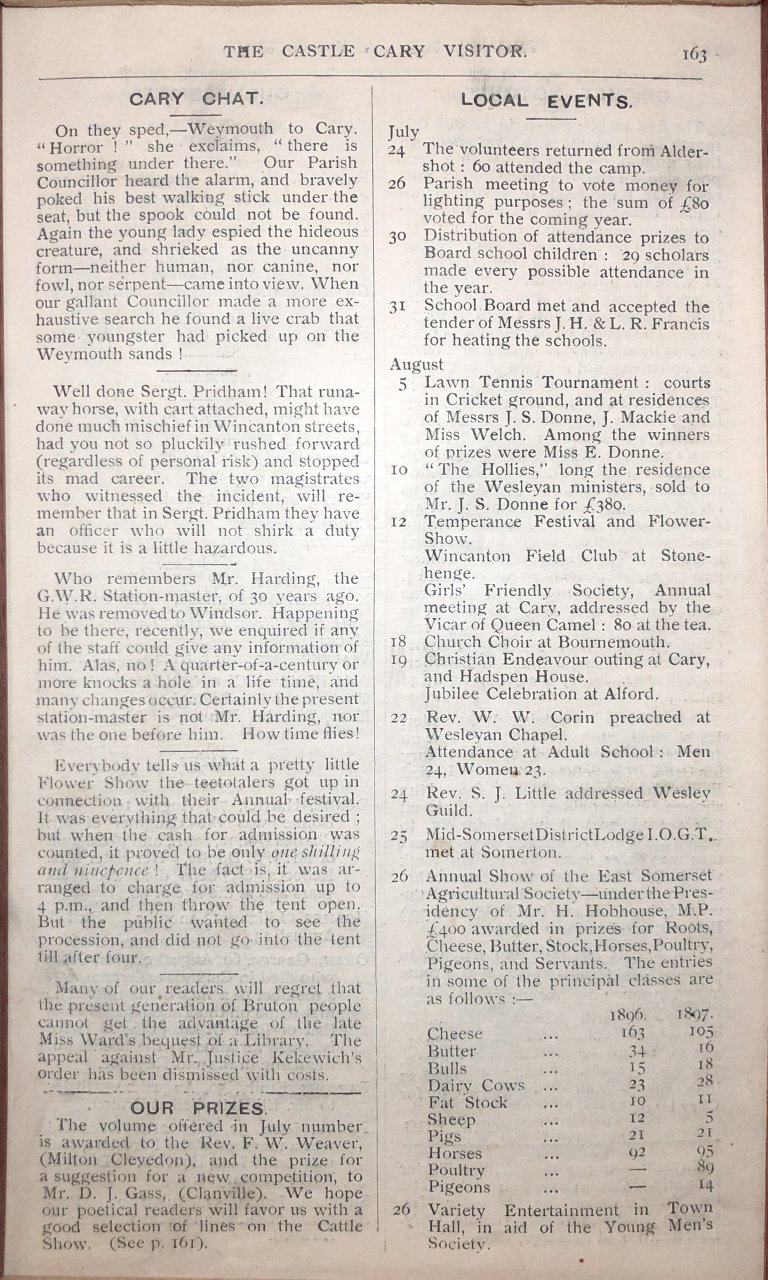 THE CASTLE CARY VISITOR. 163
CARY CHAT.
On they sped,—Weymouth to Cary.
“Horror ! ” she exclaims, “ there is
something under there.” Our Parish
Councillor heard the alarm, and bravely
poked his best walking stick under the
seat, but the spook could not be found.
Again the young lady espied the hideous
creature, and shrieked as the uncanny
form—neither human, nor canine, nor
fowl, nor serpent—came into view. When
our gallant Councillor made a more ex-
haustive search he found a live crab that
some youngster had picked up on the
Weymouth sands !
Well done Sergt. Pridham! That runa-
way horse, with cart attached, might have
done much mischief in Wincanton streets,
had you not so pluckily rushed forward
(regardless of personal risk) and stopped
its mad career. The two magistrates
who witnessed the incident, will re-
member that in Sergt. Pridham they have
an officer who will not shirk a duty
because it is a little hazardous.
Who remembers Mr. Harding, the
G.W.R. Station-master, of 30 years ago.
He was removed to Windsor. Happening
to be there, recently, we enquired if any
of the staff could give any information of
him. Alas, no! A quarter-of-a-century or
more knocks a hole in a life time, and
many changes occur. Certainly the present
station-master is not Mr. Harding, nor
was the one before him. How time flies!
Everybody tells us what a pretty little
Flower Show the teetotalers got up in
connection with their Annual festival.
It was everything that could be desired ;
but when the cash for admission was
counted, it proved to be only one shilling
and ninepence ! The fact is, it was ar-
ranged to charge for admission up to
4 p.m., and then throw the tent open.
But the public wanted to see the
procession, and did not go into the tent
till after four.
Many of our readers will regret that
the present generation of Bruton people
cannot get the advantage of the late
Miss Ward's bequest of a Library. The
appeal against Mr. Justice Kekewich's
order has been dismissed with costs.
OUR PRIZES.
The volume offered in July number
is awarded to the Rev. F. W. Weaver,
(Milton Clevedon), and the prize for
a suggestion for a new competition, to
Mr. D. J. Gass, (Clanville). We hope
our poetical readers will favor us with a
good selection of lines on the Cattle
Show. (See p. 161).
LOCAL EVENTS.
July
24 The volunteers returned from Alder-
shot : 60 attended the camp.
26 Parish meeting to vote money for
lighting purposes ; the sum of £80
voted for the coming year.
30 Distribution of attendance prizes to
Board school children : 29 scholars
made every possible attendance in
the year.
31 School Board met and accepted the
tender of Messrs J. H. & L. R. Francis
for heating the schools.
August
5 Lawn Tennis Tournament : courts
in Cricket ground, and at residences
of Messrs J. S. Donne, J. Mackie and
Miss Welch. Among the winners
of prizes were Miss E. Donne.
10 “ The Hollies,” long the residence
of the Wesleyan ministers, sold to
Mr. J. S. Donne for £380.
12 Temperance Festival and Flower-
Show.
Wincanton Field Club at Stone-
henge.
Girls' Friendly Society, Annual
meeting at Cary, addressed by the
Vicar of Queen Camel : 80 at the tea.
18 Church Choir at Bournemouth.
19 Christian Endeavour outing at Cary,
and Hadspen House.
Jubilee Celebration at Alford.
22 Rev. W. W. Corin preached at
Wesleyan Chapel.
Attendance at Adult School : Men
24, Women 23.
24 Rev. S. J. Little addressed Wesley
Guild.
25 Mid-Somerset District Lodge I.O.G.T.
met at Somerton.
26 Annual Show of the East Somerset
Agricultural Society—under the Pres-
idency of Mr. H. Hobhouse, M.P.
£400 awarded in prizes for Roots,
Cheese, Butter, Stock, Horses, Poultry,
Pigeons, and Servants. The entries
in some of the principal classes are
as follows :—
1896. 1897.
Cheese ... 163 105
Butter ... 34 16
Bulls ... 15 18
Dairy Cows ... 23 28
Fat Stock ... 10 11
Sheep ... 12 5
Pigs ... 21 21
Horses ... 92 95
Poultry ... — 89
Pigeons ... — 14
26 Variety Entertainment in Town
Hall, in aid of the Young Men's
Society.